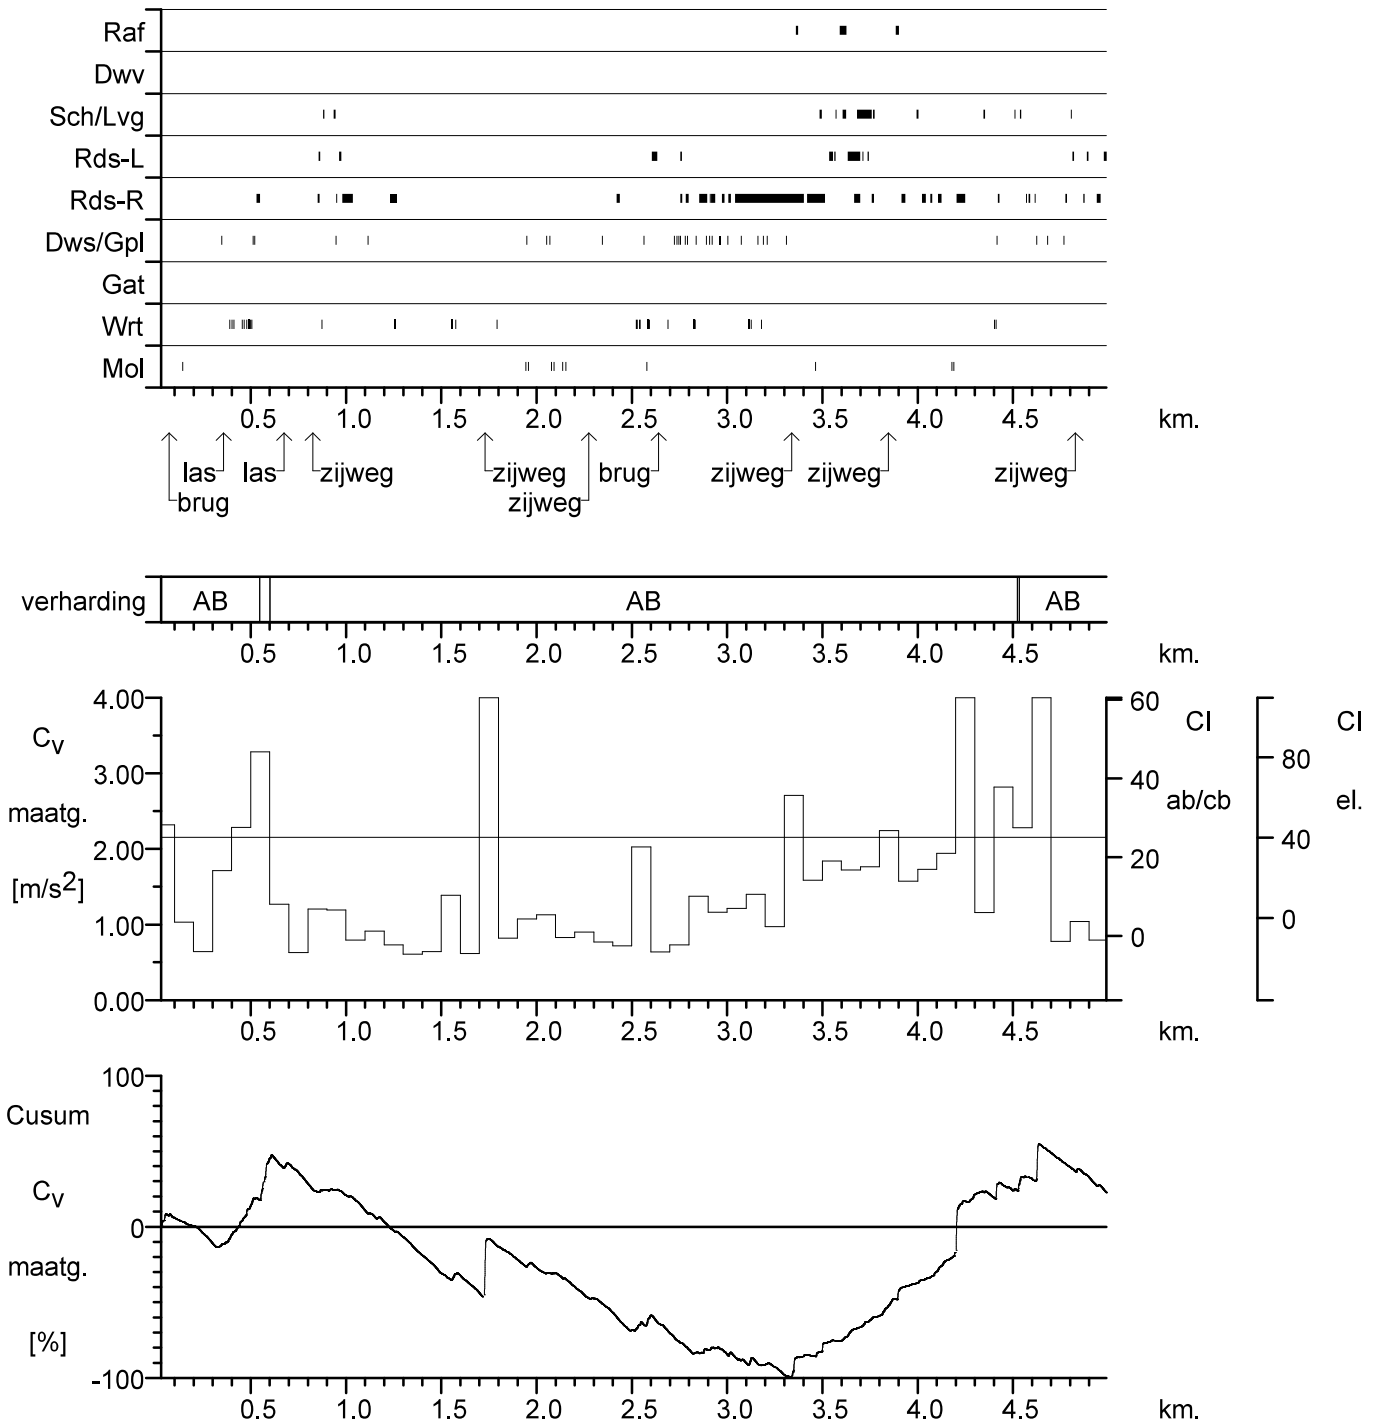 Raf
Dwv
Sch/Lvg
Rds-L
Rds-R
Dws/Gpl
Gat
Wrt
Mol
0.5 1.0 1.5 2.0 2.5 3.0 3.5 4.0 4.5 km.
las las zijweg zijweg brug zijweg zijweg zijweg
brug zijweg
verharding AB AB AB
0.5 1.0 1.5 2.0 2.5 3.0 3.5 4.0 4.5 km.
4.00 60
Cv CI CI
3.00 40 80
maatg. ab/cb el.
2.00 20 40
[m/s2]
1.00 0 0
0.00
0.5 1.0 1.5 2.0 2.5 3.0 3.5 4.0 4.5 km.
100
Cusum
Cv
0
maatg.
[%]
-100
0.5 1.0 1.5 2.0 2.5 3.0 3.5 4.0 4.5 km.